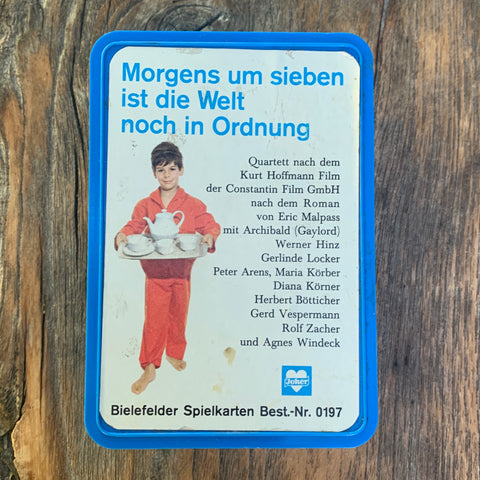 Morgens um sieben
ist die Welt
noch in Ordnung
Quartett nach dem
Kurt Hoffmann Film
der Constantin Film GmbH
nach dem Roman
von Eric Malpass
mit Archibald (Gaylord)
Werner Hinz
Gerlinde Locker
Peter Arens, Maria Körber
Diana Körner
Herbert Bötticher
Gerd Vespermann
Rolf Zacher
und Agnes Windeck
Joker
Bielefelder Spielkarten Best.-Nr. 0197